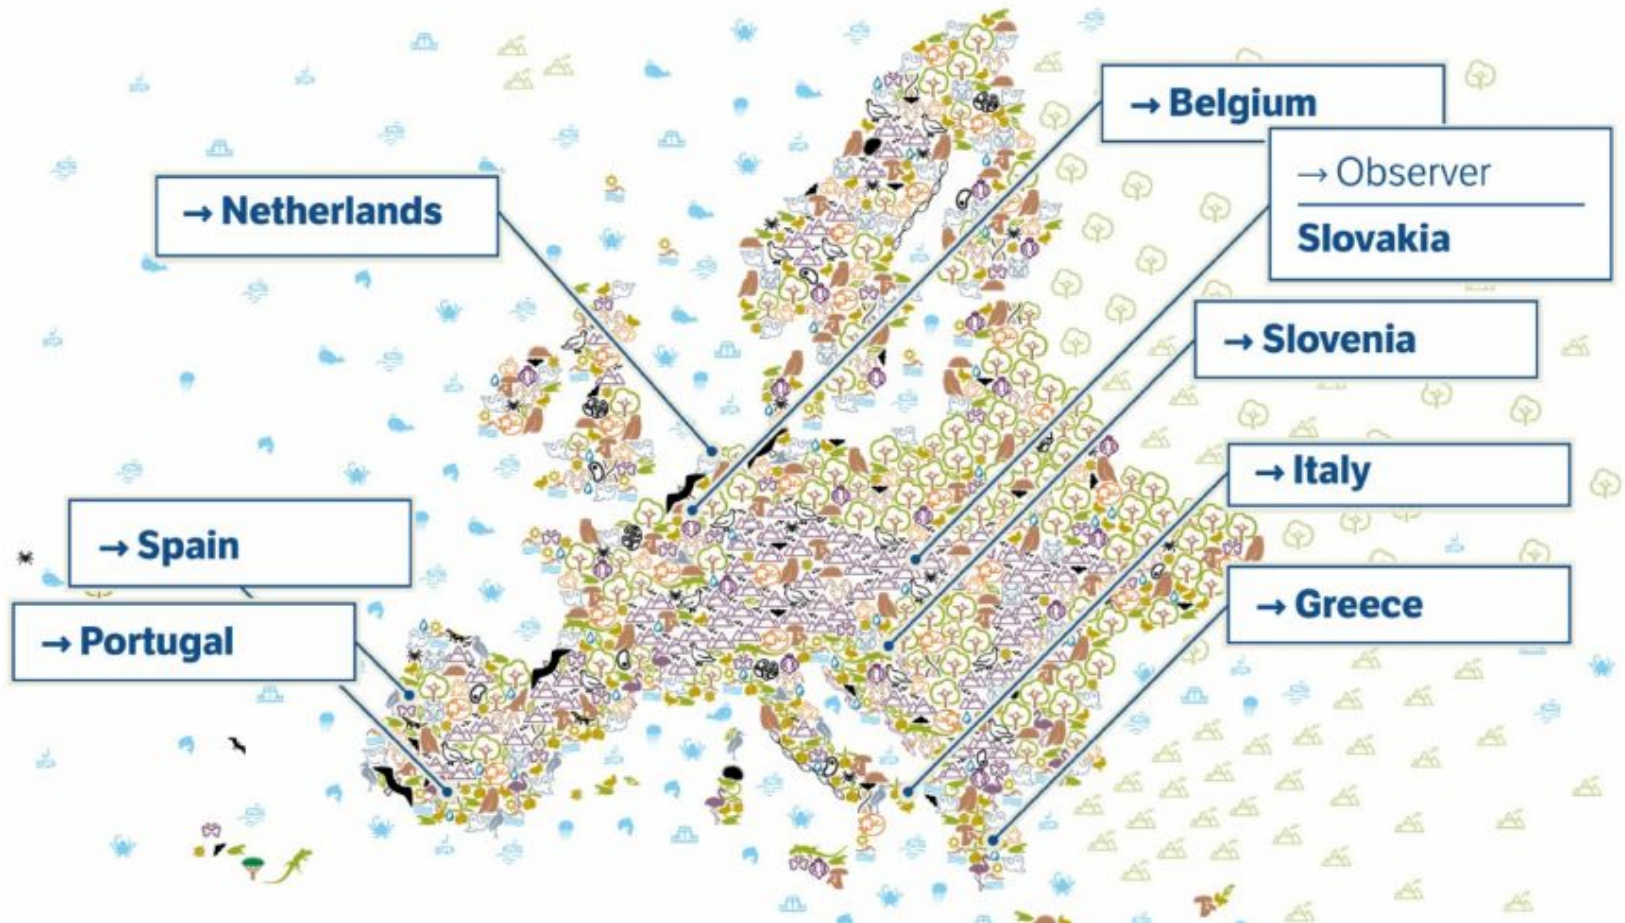 → Belgium
→ Observer
Slovakia
→ Netherlands
→ Slovenia
→ Italy
→ Spain
→ Greece
→ Portugal